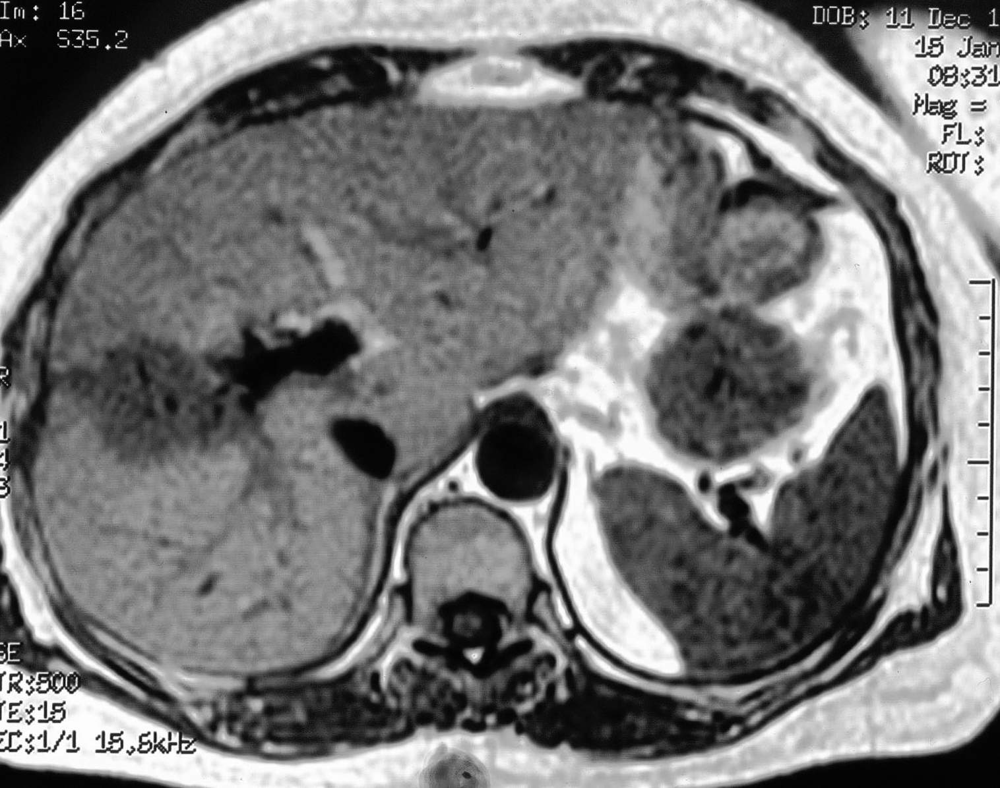 Im: 16
Ax S35.2
DOB: 11 Dec 1
15 Jan
08:31
Mag =
FL:
ROT:
R
SE
TR:500
TE:15
EC:1/1 15.6kHz